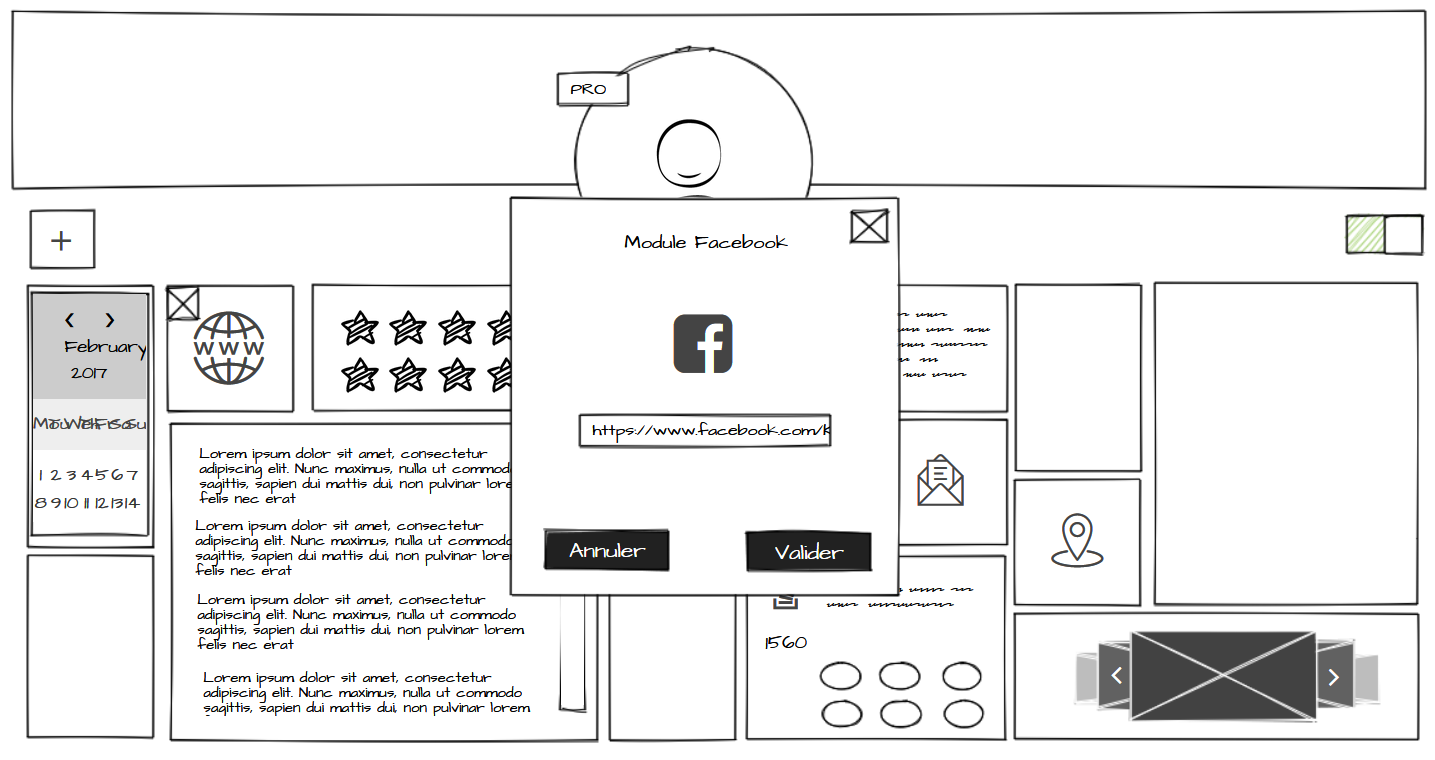 PRO
+
Module Facebook
February
2017
WWW
1 2 3 4 5 6 7
8 9 10 11 12 13 14
https://www.facebook.com/k
Annuler
Valider
Lorem ipsum dolor sit amet, consectetur
adipiscing elit. Nunc maximus, nulla ut commod
sagittis, sapien dui mattis dui, non pulvinar lore
felis nec erat
Lorem ipsum dolor sit amet, consectetur
adipiscing elit. Nunc maximus, nulla ut commod
sagittis, sapien dui mattis dui, non pulvinar lore
felis nec erat
Lorem ipsum dolor sit amet, consectetur
adipiscing elit. Nunc maximus, nulla ut commodo
sagittis, sapien dui mattis dui, non pulvinar lorem
felis nec erat
Lorem ipsum dolor sit amet, consectetur
adipiscing elit. Nunc maximus, nulla ut commodo
sagittis, sapien dui mattis dui, non pulvinar lorem
1560